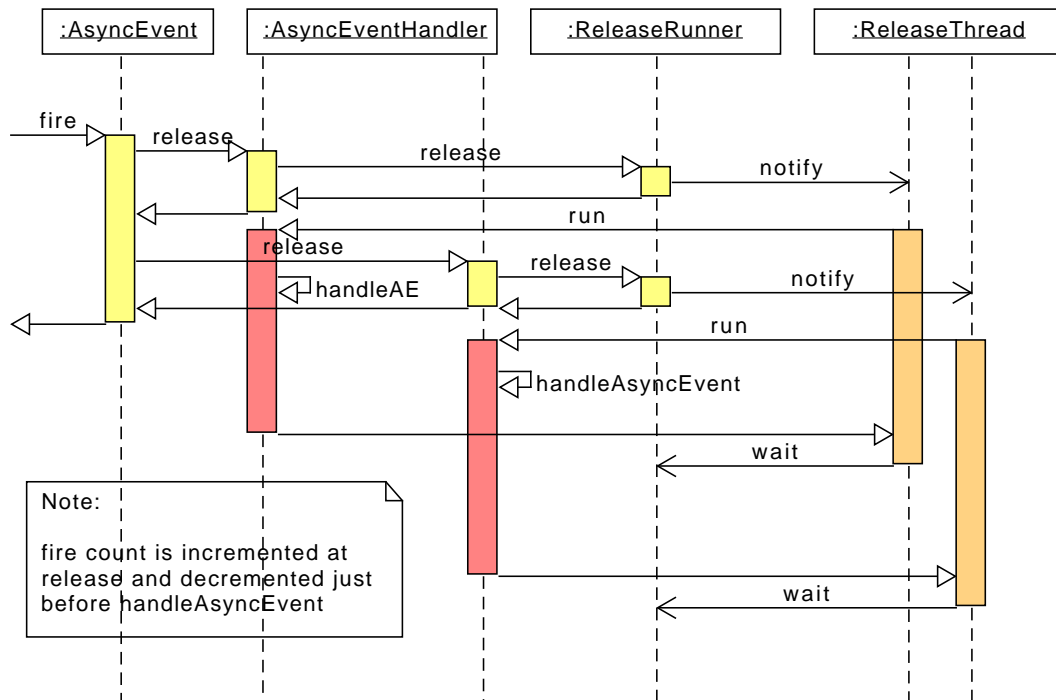 :AsyncEvent
:AsyncEventHandler
:ReleaseRunner
:ReleaseThread
fire
release
release
notify
run
release
release
handleAE
notify
run
handleAsyncEvent
wait
Note:
fire count is incremented at
release and decremented just
before handleAsyncEvent
wait